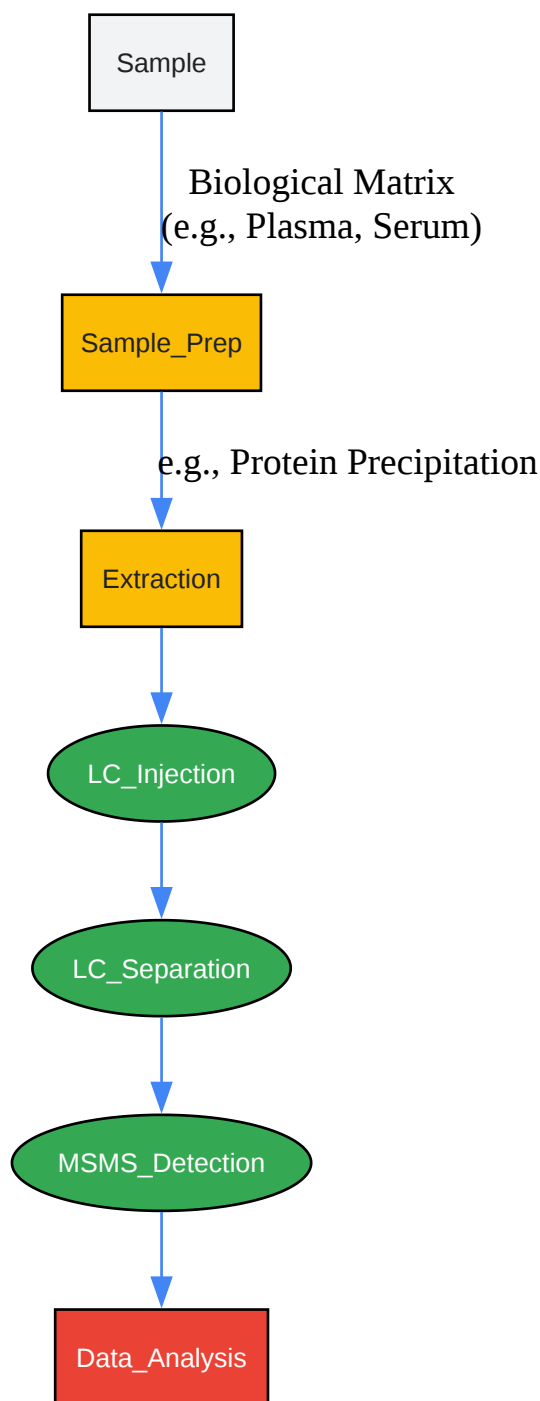 Sample
Biological Matrix
(e.g., Plasma, Serum)
Sample_Prep
e.g., Protein Precipitation
Extraction
LC_Injection
LC_Separation
MSMS_Detection
Data_Analysis